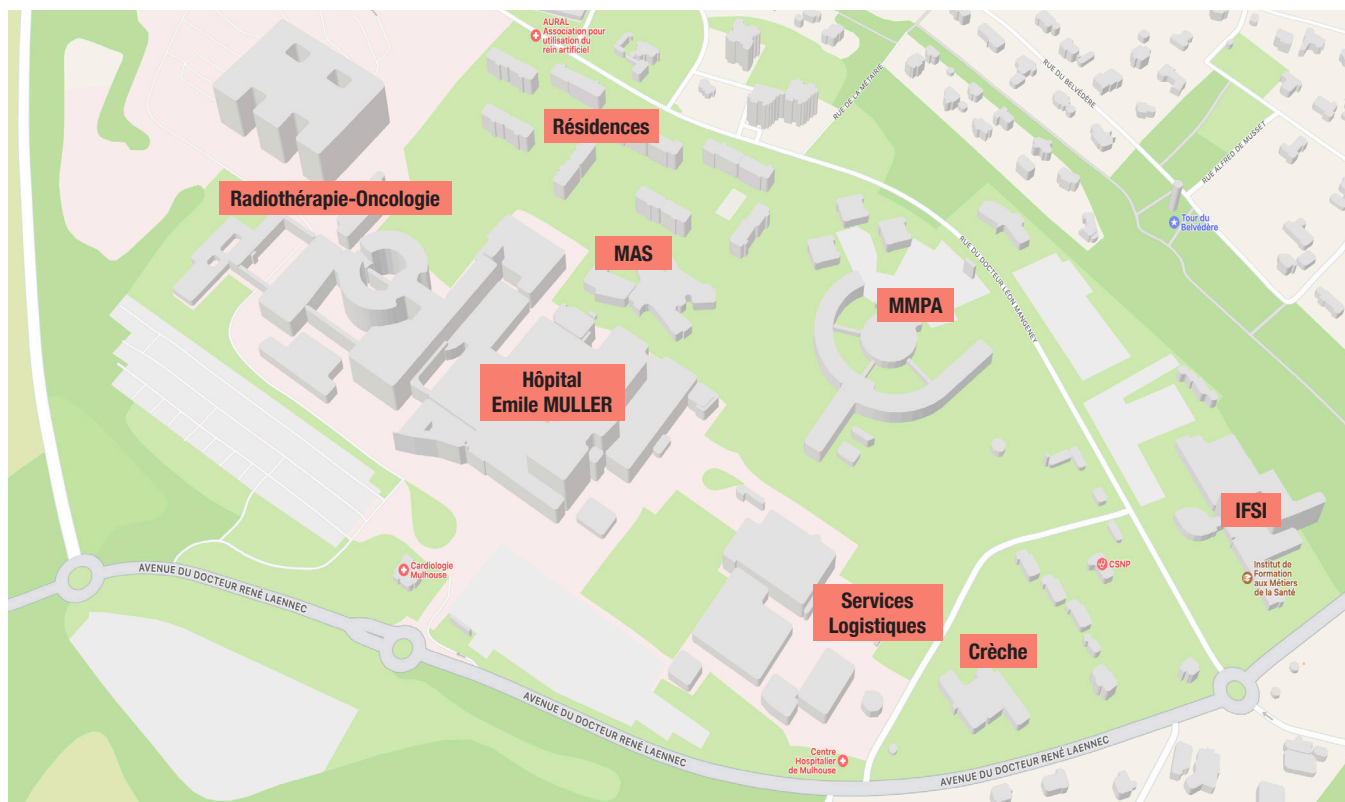 AURAL
Association pour
utilisation du
rein artificiel
RUE DE LA MÉTAIRIE
RUE DU BELVÉDÈRE
RUE ALFRED DE MUSSET
Résidences
Radiothérapie-Oncologie
Tour du
Belvédère
MAS
RUE DU DOCTEUR LÉON MANGENEY
MMPA
Hôpital
Emile MULLER
IFSI
Cardiologie
Mulhouse
CSNP
Institut de
Formation
aux Métiers
de la Santé
AVENUE DU DOCTEUR RENÉ LAENNEC
Services
Logistiques
Crèche
AVENUE DU DOCTEUR RENÉ LAENNEC
Centre
Hospitalier
de Mulhouse
AVENUE DU DOCTEUR RENÉ LAENNEC